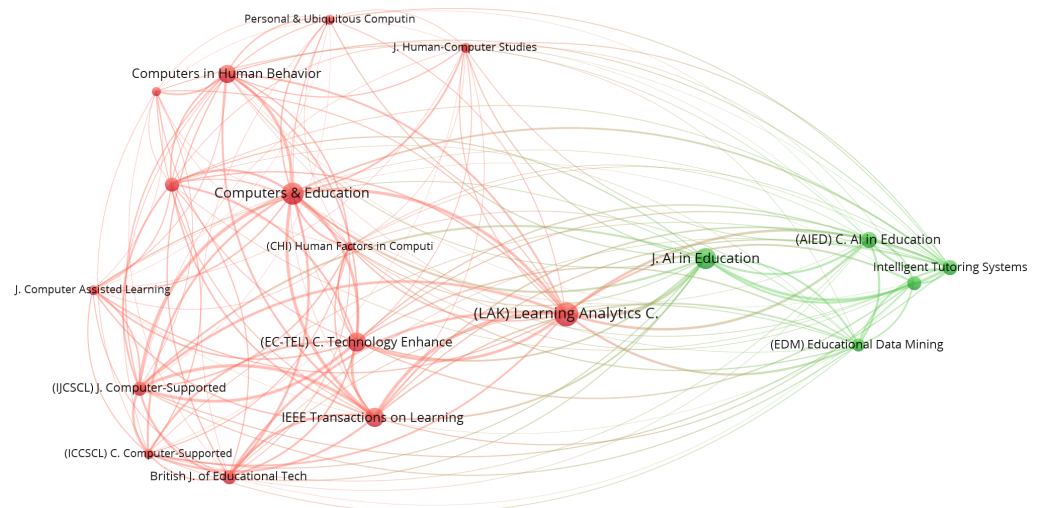 Personal & Ubiquitous Computin
J. Human-Computer Studies
Computers in Human Behavior
Computers & Education
(CHI) Human Factors in Computi
(AIED) C. AI in Education
J. AI in Education
Intelligent Tutoring Systems
J. Computer Assisted Learning
(LAK) Learning Analytics C.
(EC-TEL) C. Technology Enhance
(EDM) Educational Data Mining
(IJCSCL) J. Computer-Supported
IEEE Transactions on Learning
(ICCSCL) C. Computer-Supported
British J. of Educational Tech